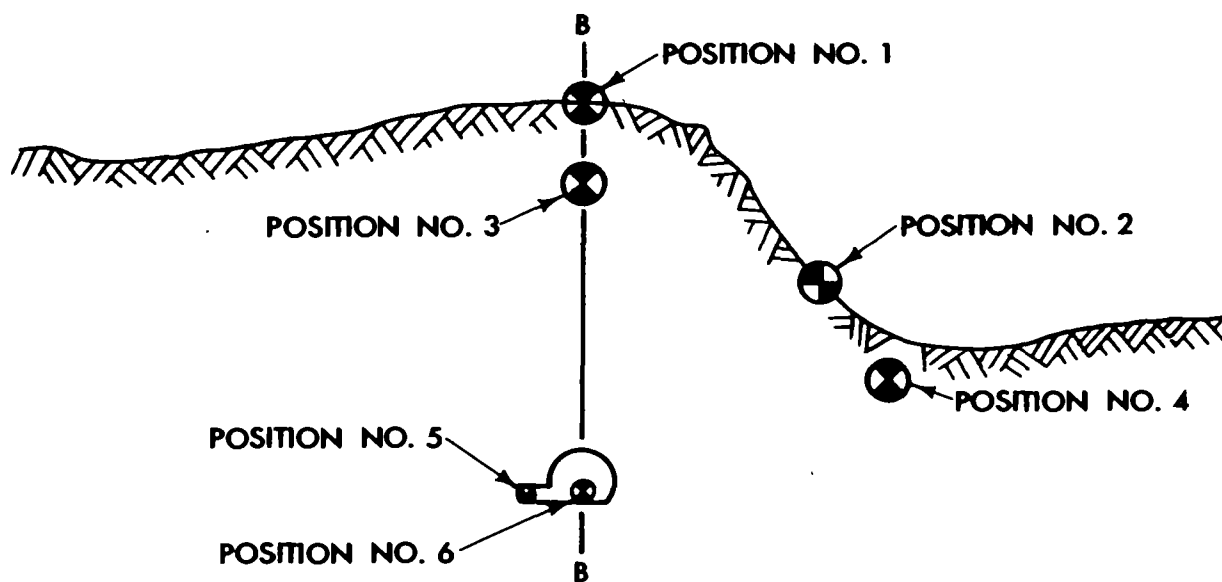 B
POSITION NO. 1
POSITION NO. 3
POSITION NO. 2
POSITION NO. 4
POSITION NO. 5
POSITION NO. 6
B